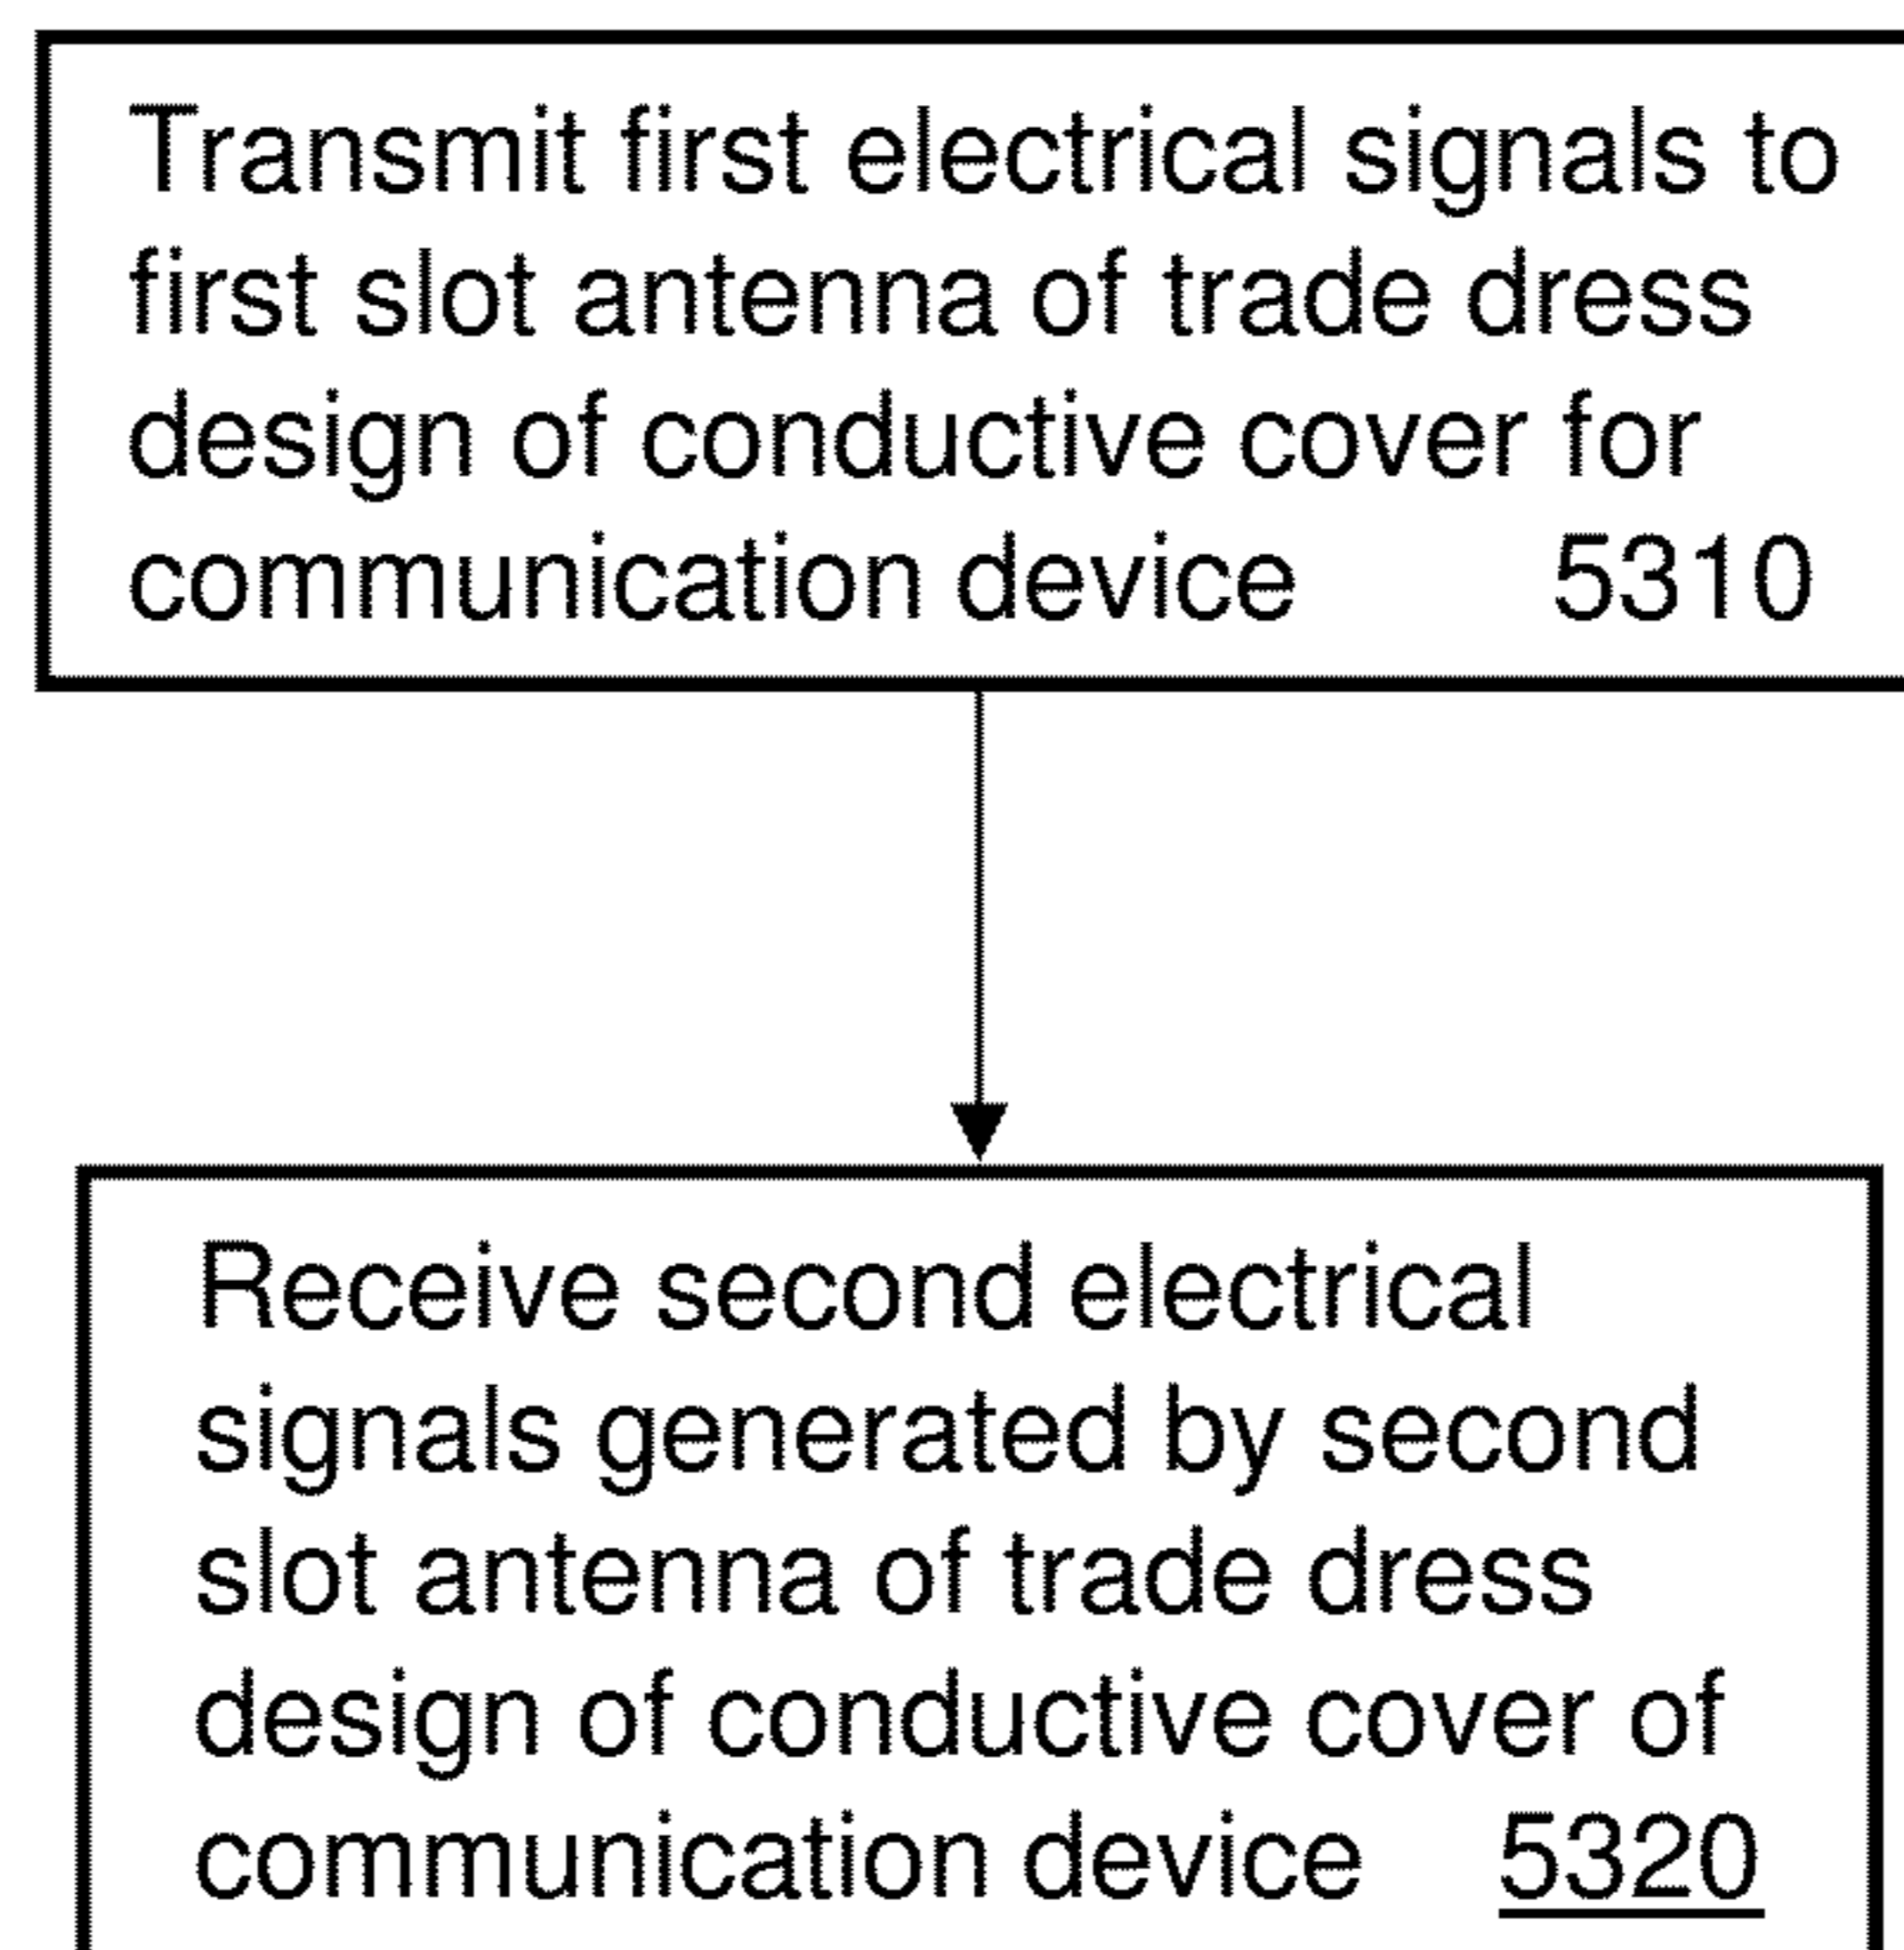 Transmit first electrical signals to
first slot antenna of trade dress
design of conductive cover for
communication device 5310
Receive second electrical
signals generated by second
slot antenna of trade dress
design of conductive cover of
communication device 5320